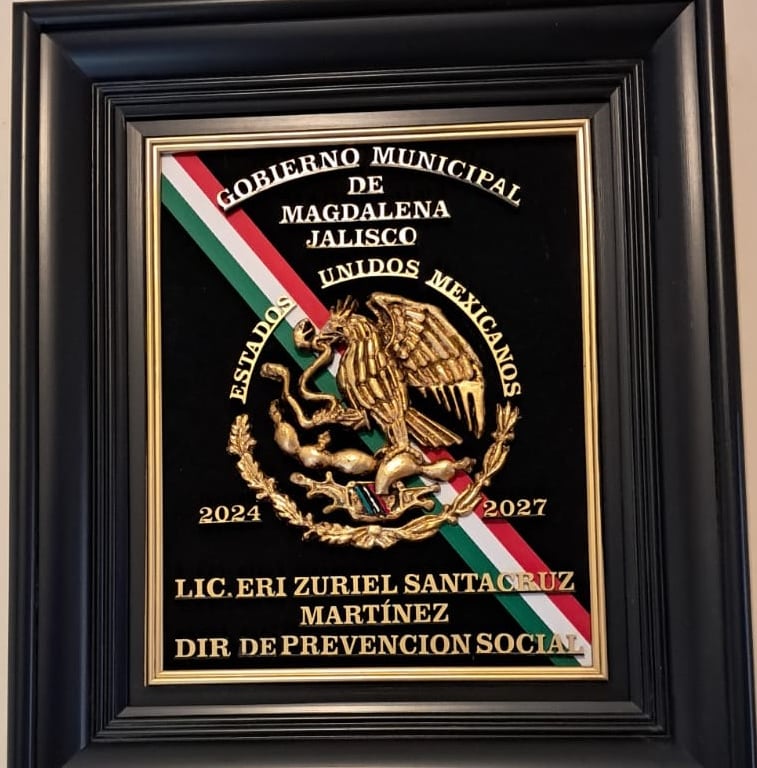 GOBIERNO MUNICIPAL
DE
MAGDALENA
JALISCO
ESTADOS UNIDOS MEXICANOS
2024 2027
LIC. ERI ZURIEL SANTACRUZ
MARTÍNEZ
DIR DE PREVENCION SOCIAL